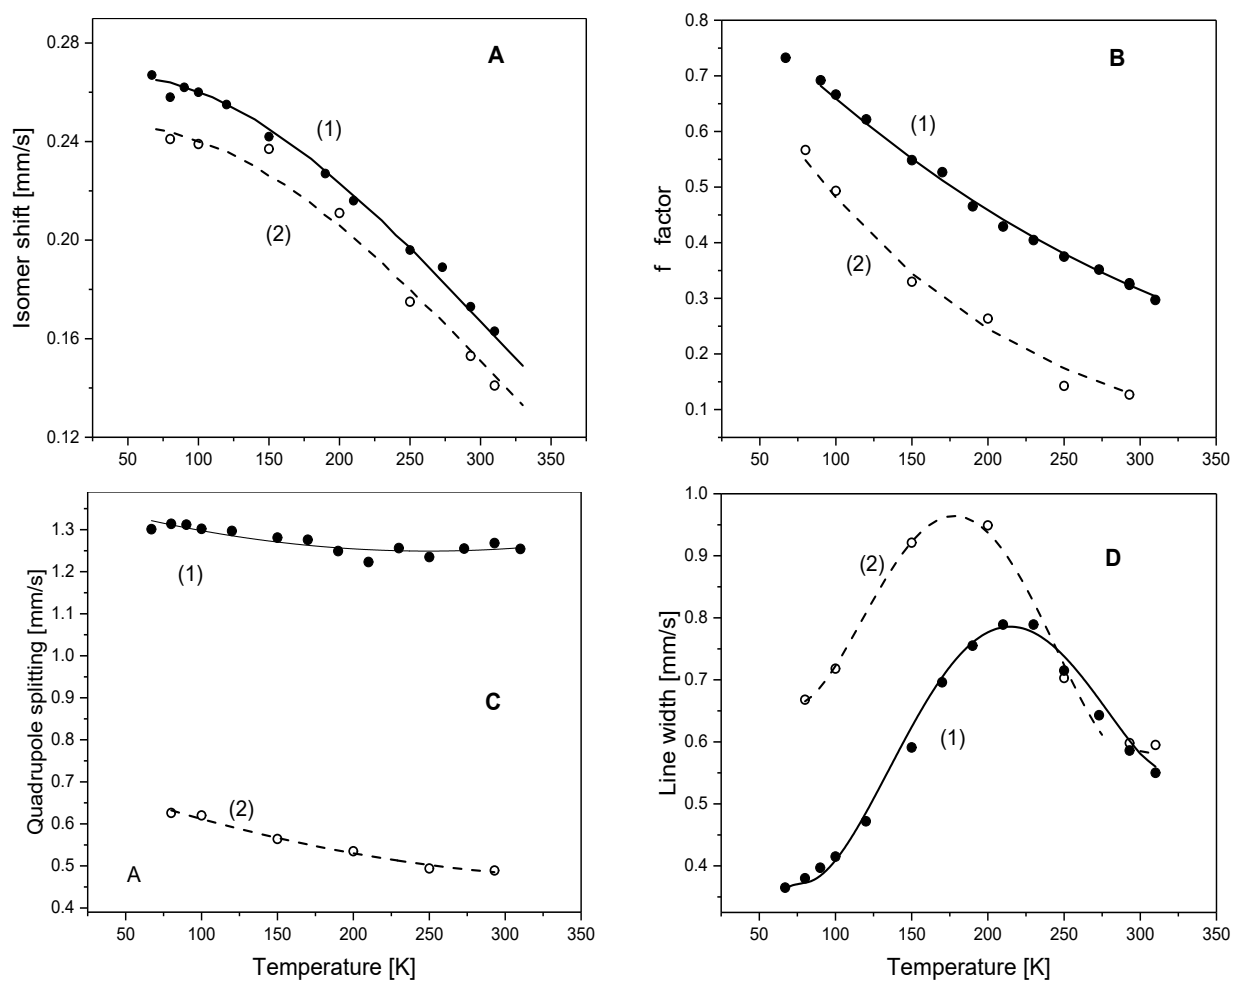 A
(1)
(2)
Isomer shift [mm/s]
0.28
0.24
0.20
0.16
0.12
50 100 150 200 250 300 350
B
(1)
(2)
f factor
0.8
0.7
0.6
0.5
0.4
0.3
0.2
0.1
50 100 150 200 250 300 350
(1)
C
(2)
A
Quadrupole splitting [mm/s]
1.3
1.2
1.1
1.0
0.9
0.8
0.7
0.6
0.5
0.4
50 100 150 200 250 300 350
Temperature [K]
D
(2)
(1)
Line width [mm/s]
1.0
0.9
0.8
0.7
0.6
0.5
0.4
50 100 150 200 250 300 350
Temperature [K]